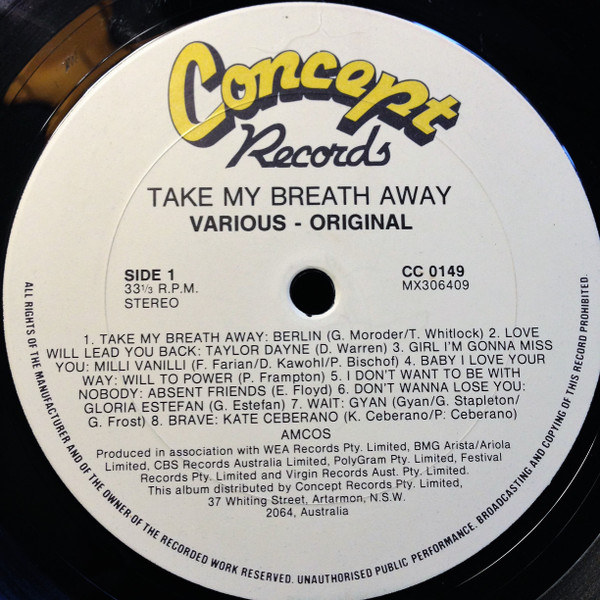 Concept
Records
TAKE MY BREATH AWAY
VARIOUS - ORIGINAL
SIDE 1
33⅓ R.P.M.
STEREO
CC 0149
MX306409
1. TAKE MY BREATH AWAY: BERLIN (G. Moroder/T. Whitlock) 2. LOVE
WILL LEAD YOU BACK: TAYLOR DAYNE (D. Warren) 3. GIRL I'M GONNA MISS
YOU: MILLI VANILLI (F. Farian/D. Kawohl/P. Bischof) 4. BABY I LOVE YOUR
WAY: WILL TO POWER (P. Frampton) 5. I DON'T WANT TO BE WITH
NOBODY: ABSENT FRIENDS (E. Floyd) 6. DON'T WANNA LOSE YOU:
GLORIA ESTEFAN (G. Estefan) 7. WAIT: GYAN (Gyan/G. Stapleton/
G. Frost) 8. BRAVE: KATE CEBERANO (K. Ceberano/P. Ceberano)
AMCOS
Produced in association with WEA Records Pty. Limited, BMG Arista/Ariola
Limited, CBS Records Australia Limited, PolyGram Pty. Limited, Festival
Records Pty. Limited and Virgin Records Aust. Pty. Limited.
This album distributed by Concept Records Pty. Limited,
37 Whiting Street, Artarmon, N.S.W.
2064, Australia
ALL RIGHTS OF THE MANUFACTURER AND OF THE OWNER OF THE RECORDED WORK RESERVED. UNAUTHORISED PUBLIC PERFORMANCE. BROADCASTING AND COPYING OF THIS RECORD PROHIBITED.